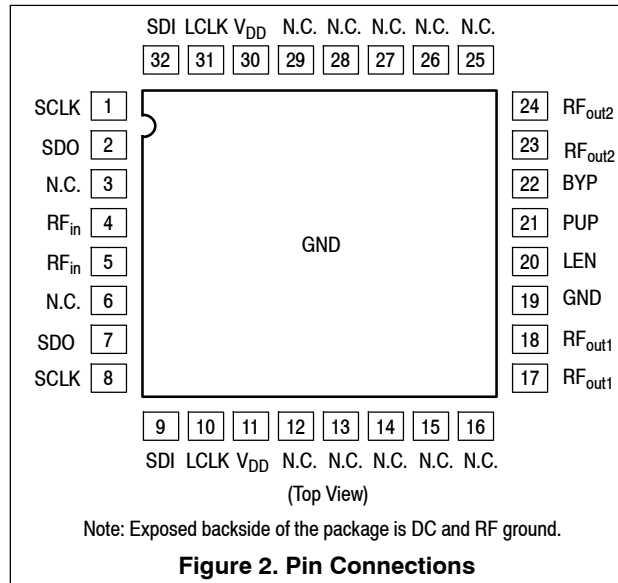 SDI LCLK VDD N.C. N.C. N.C. N.C. N.C.
32 31 30 29 28 27 26 25
SCLK 1 24 RFout2
SDO 2 23 RFout2
N.C. 3 22 BYP
RFin 4 21 PUP
GND
RFin 5 20 LEN
N.C. 6 19 GND
SDO 7 18 RFout1
SCLK 8 17 RFout1
9 10 11 12 13 14 15 16
SDI LCLK VDD N.C. N.C. N.C. N.C. N.C.
(Top View)
Note: Exposed backside of the package is DC and RF ground.
Figure 2. Pin Connections